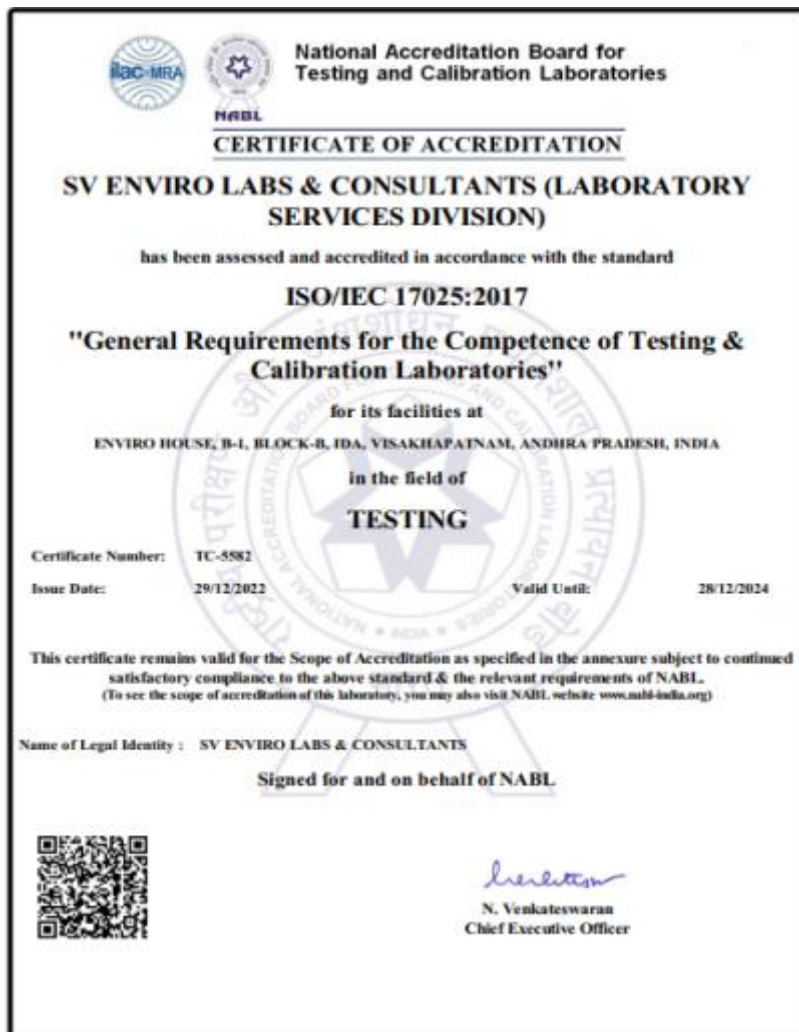 ilac-MRA
NABL
National Accreditation Board for
Testing and Calibration Laboratories
CERTIFICATE OF ACCREDITATION
SV ENVIRO LABS & CONSULTANTS (LABORATORY
SERVICES DIVISION)
has been assessed and accredited in accordance with the standard
ISO/IEC 17025:2017
"General Requirements for the Competence of Testing &
Calibration Laboratories"
for its facilities at
ENVIRO HOUSE, B-1, BLOCK-B, IDA, VISAKHAPATNAM, ANDHRA PRADESH, INDIA
in the field of
TESTING
Certificate Number: TC-5582
Issue Date: 29/12/2022 Valid Until: 28/12/2024
This certificate remains valid for the Scope of Accreditation as specified in the annexure subject to continued
satisfactory compliance to the above standard & the relevant requirements of NABL.
(To see the scope of accreditation of this laboratory, you may also visit NABL website www.nabl-india.org)
Name of Legal Identity : SV ENVIRO LABS & CONSULTANTS
Signed for and on behalf of NABL
N. Venkateswaran
Chief Executive Officer